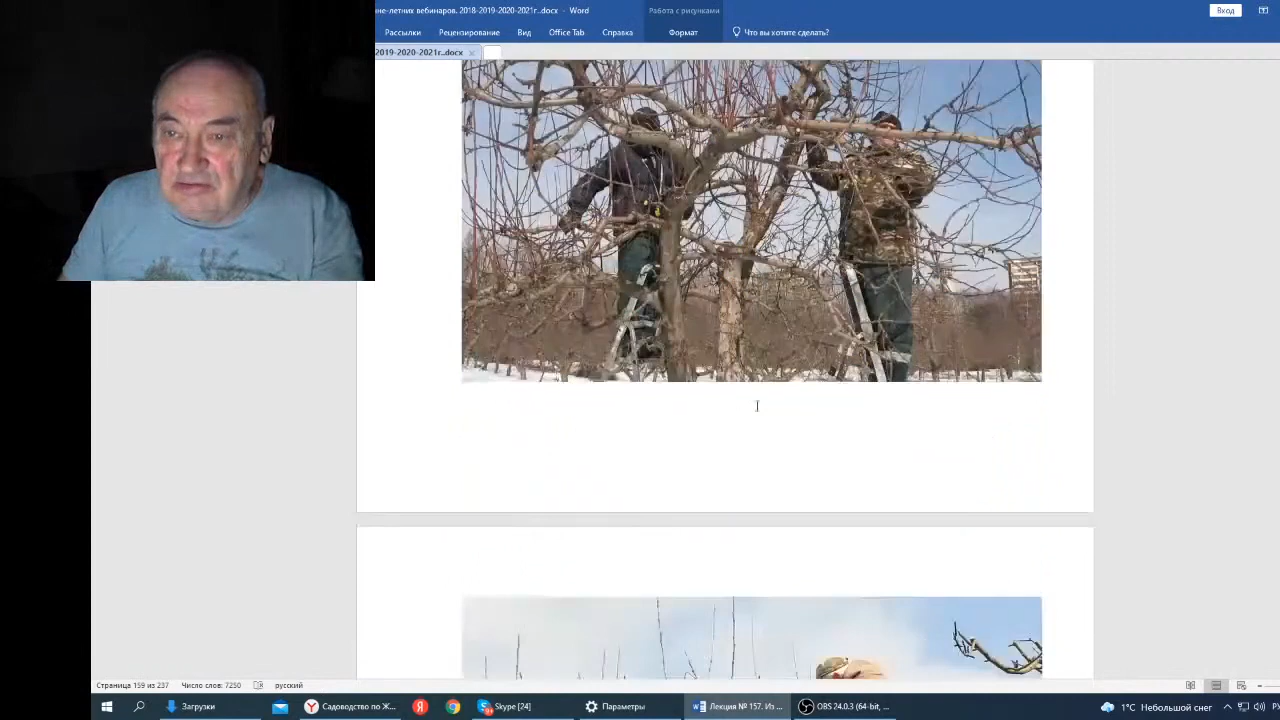 не-летних вебинаров. 2018-2019-2020-2021г..docx - Word
Работа с рисунками
Вход
Рассылки
Рецензирование
Вид
Office Tab
Справка
Формат
Что вы хотите сделать?
2019-2020-2021г..docx
Страница 159 из 237
Число слов: 7250
русский
Загрузки
Садоводство по Ж...
Skype [24]
Параметры
Лекция № 157. Из ...
OBS 24.0.3 (64-bit, ...
1°C Небольшой снег